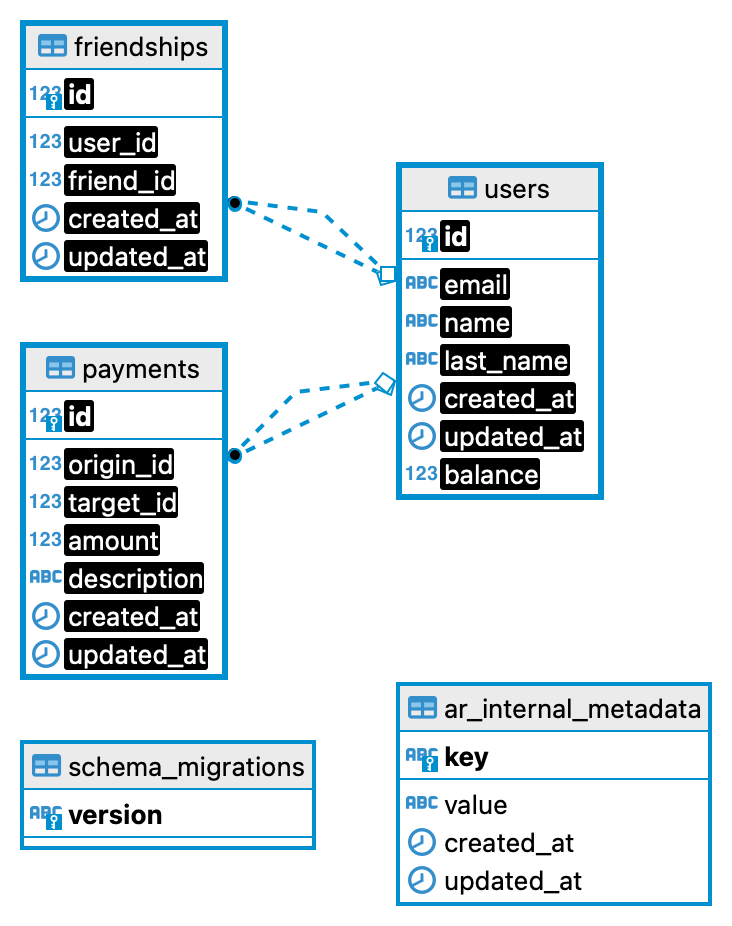 friendships
123 id
123 user_id
123 friend_id
created_at
updated_at
users
123 id
ABC email
ABC name
ABC last_name
created_at
updated_at
123 balance
payments
123 id
123 origin_id
123 target_id
123 amount
ABC description
created_at
updated_at
schema_migrations
ABC version
ar_internal_metadata
ABC key
ABC value
created_at
updated_at